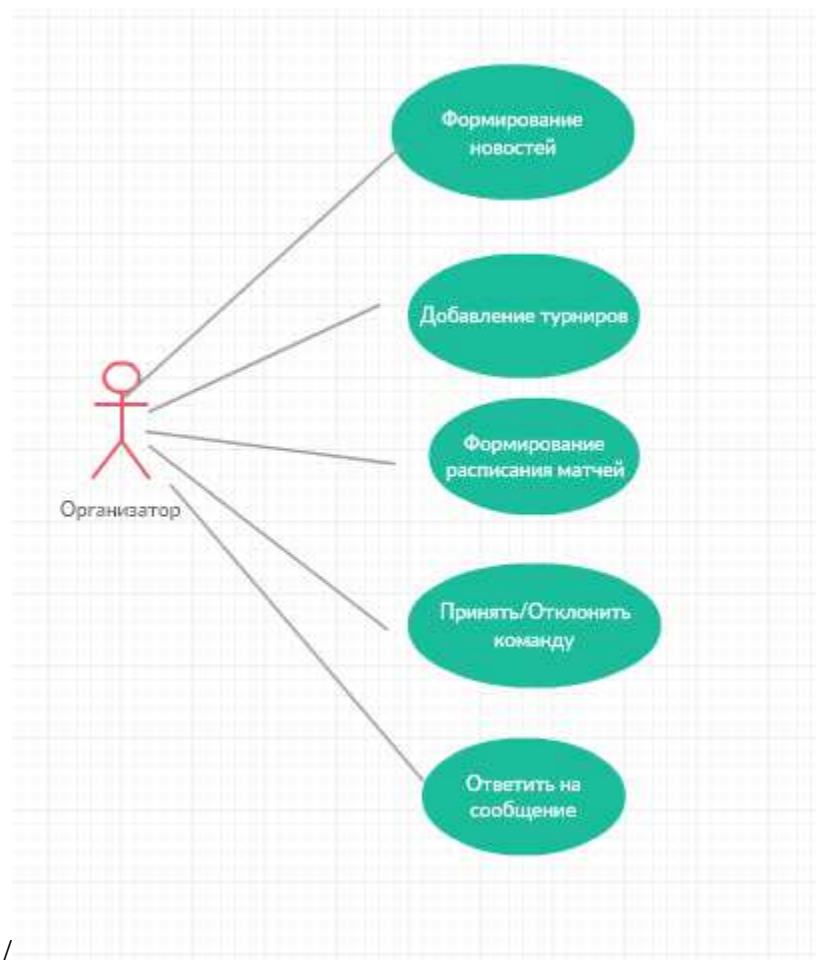 Формирование
новостей
Добавление турниров
Формирование
расписания матчей
Организатор
Принять/Отклонить
команду
Ответить на
сообщение
/